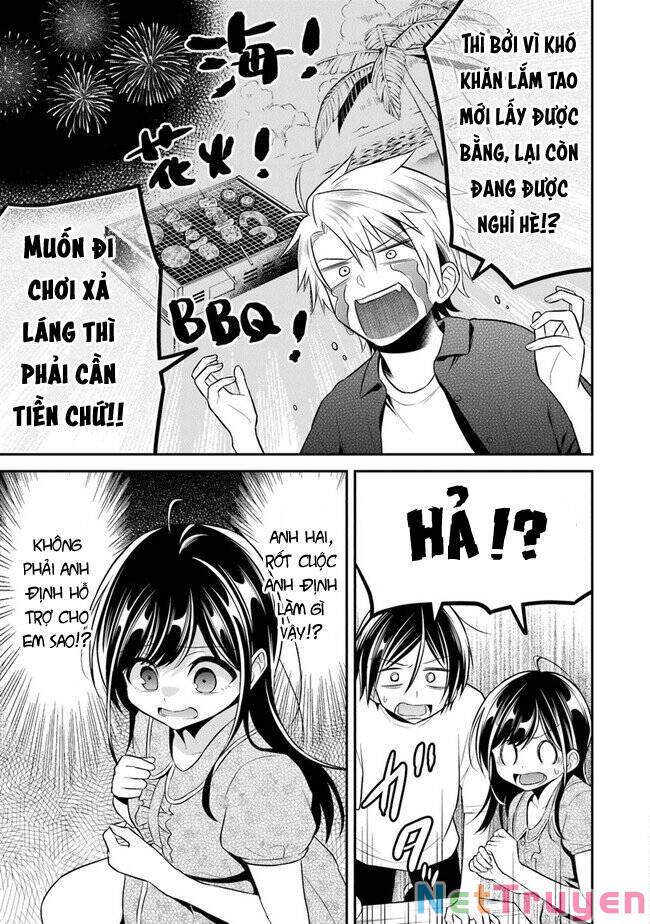 THÌ BỞI VÌ KHÓ
KHĂN LẮM TAO
MỚI LẤY ĐƯỢC
BẰNG, LẠI CÒN
ĐANG ĐƯỢC
NGHỈ HÈ!?
海!
花火!
BBQ!
MUỐN ĐI
CHƠI XẢ
LÁNG THÌ
PHẢI CẦN
TIỀN CHỨ!!
HẢ!?
ガタ
ANH HAI,
RỐT CUỘC
ANH ĐỊNH
LÀM GÌ
VẬY!?
KHÔNG
PHẢI ANH
ĐỊNH HỖ
TRỢ CHO
EM SAO!?
NetTruyen